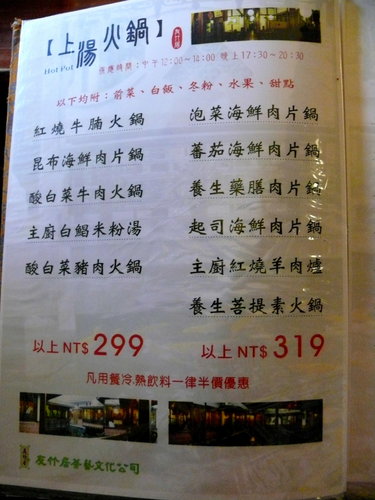 【上湯火鍋】
Hot Pot
供應時間：中午12:00~14:00 晚上17:30~20:30
以下均附：前菜、白飯、冬粉、水果、甜點
紅燒牛腩火鍋
昆布海鮮肉片鍋
酸白菜牛肉火鍋
主廚白鯧米粉湯
酸白菜豬肉火鍋
以上 NT$ 299
泡菜海鮮肉片鍋
蕃茄海鮮肉片鍋
養生藥膳肉片鍋
起司海鮮肉片鍋
主廚紅燒羊肉爐
養生菩提素火鍋
以上 NT$ 319
凡用餐冷.熱飲料一律半價優惠
友竹居茶藝文化公司